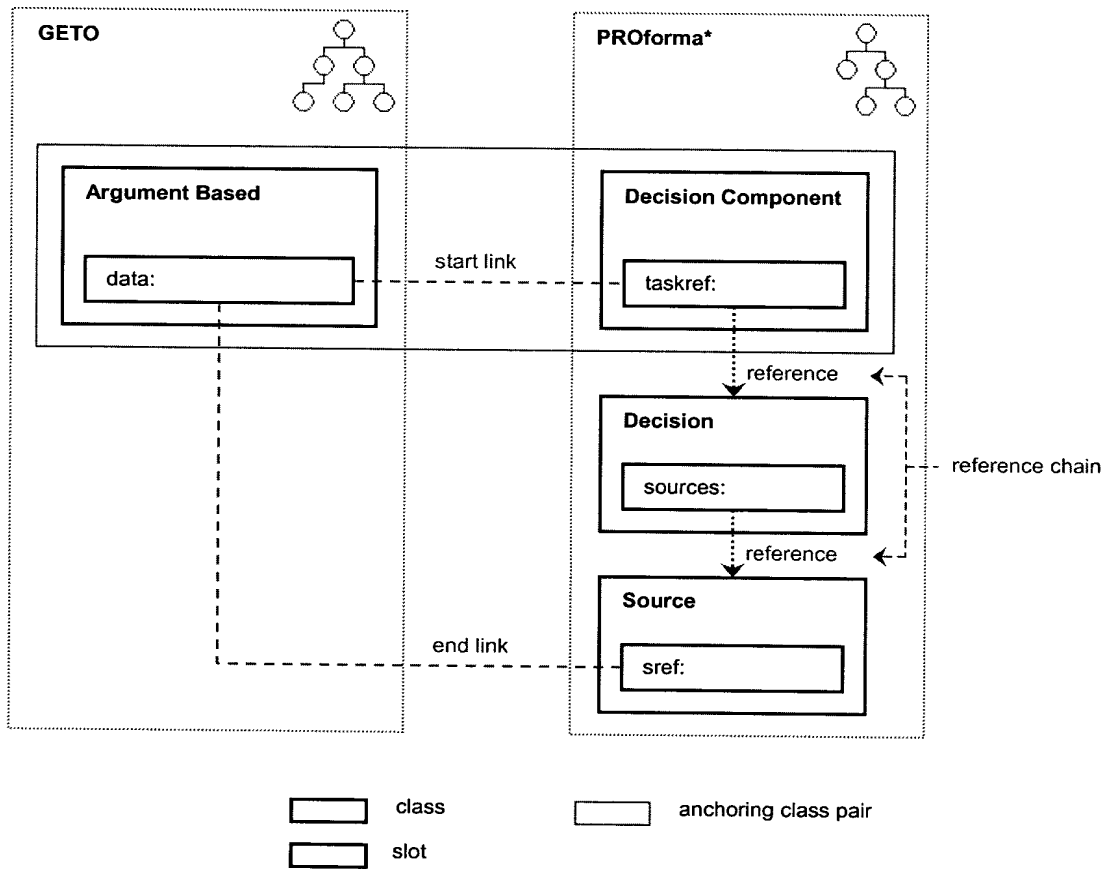 GETO
PROforma*
Argument Based
Decision Component
data:
start link
taskref:
reference
Decision
reference chain
sources:
reference
Source
end link
sref:
class
anchoring class pair
slot